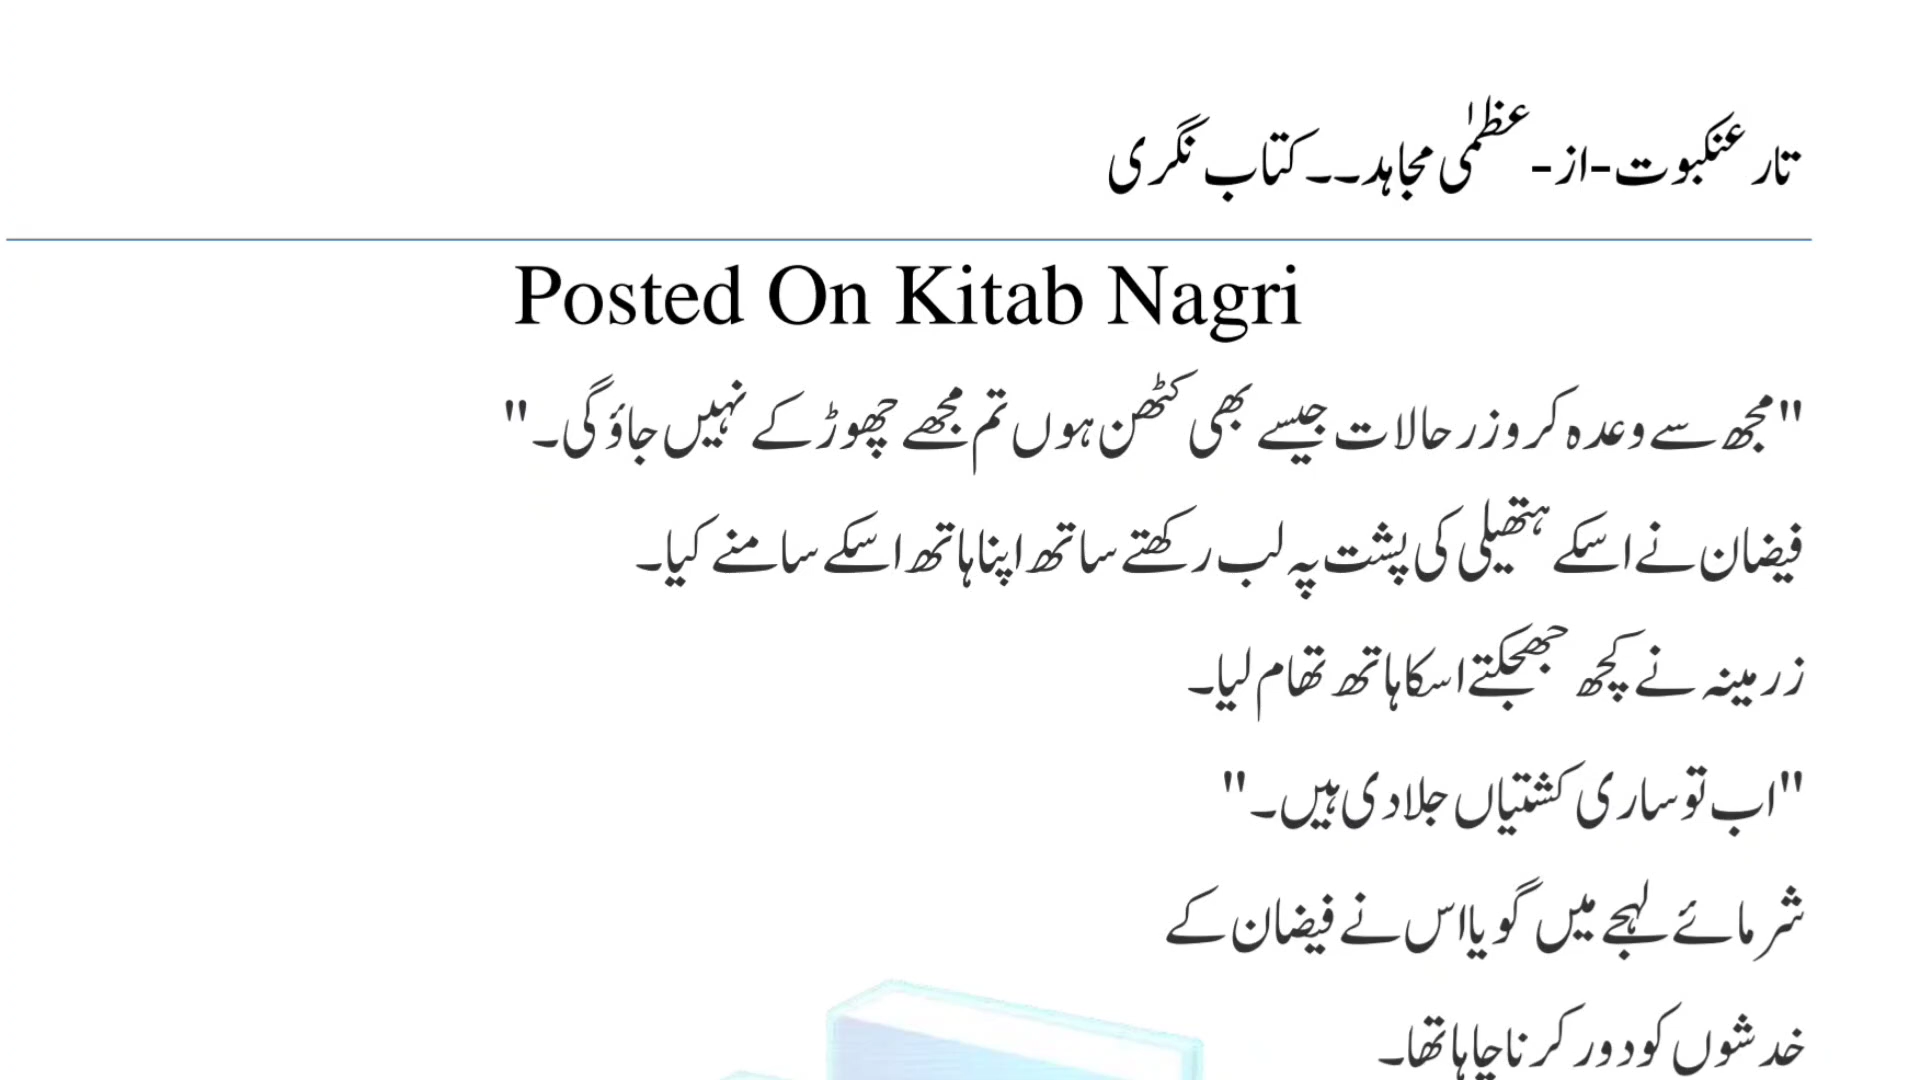 تار عنکبوت-از- عظمٰی مجاہد۔۔کتاب نگری
Posted On Kitab Nagri
"مجھ سے وعدہ کرو زر حالات جیسے بھی کٹھن ہوں تم مجھے چھوڑ کے نہیں جاؤ گی۔"
فیضان نے اسکے ہتھیلی کی پشت پہ لب رکھتے ساتھ اپنا ہاتھ اسکے سامنے کیا۔
زرمینہ نے کچھ جھجکتے اسکا ہاتھ تھام لیا۔
"اب تو ساری کشتیاں جلا دی ہیں۔"
شرمائے لہجے میں گویا اس نے فیضان کے
خدشوں کو دور کرنا چاہا تھا۔